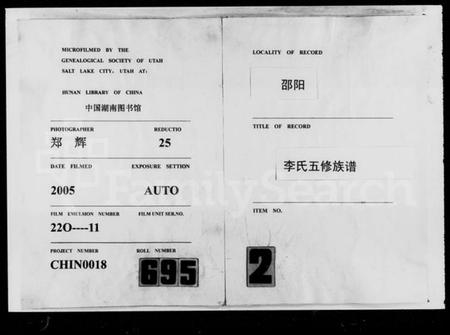 MICROFILMED BY THE
GENEALOGICAL SOCIETY OF UTAH
SALT LAKE CITY, UTAH AT:
HUNAN LIBRARY OF CHINA
中国湖南图书馆
PHOTOGRAPHER REDUCTIO
郑 辉 25
DATE FILMED EXPOSURE SETTION
2005 AUTO
FILM EMULSION NUMBER FILM UNIT SER.NO.
22O----11
PROJECT NUMBER ROLL NUMBER
CHIN0018 695
LOCALITY OF RECORD
邵阳
TITLE OF RECORD
李氏五修族谱
ITEM NO.
2
FamilySearch